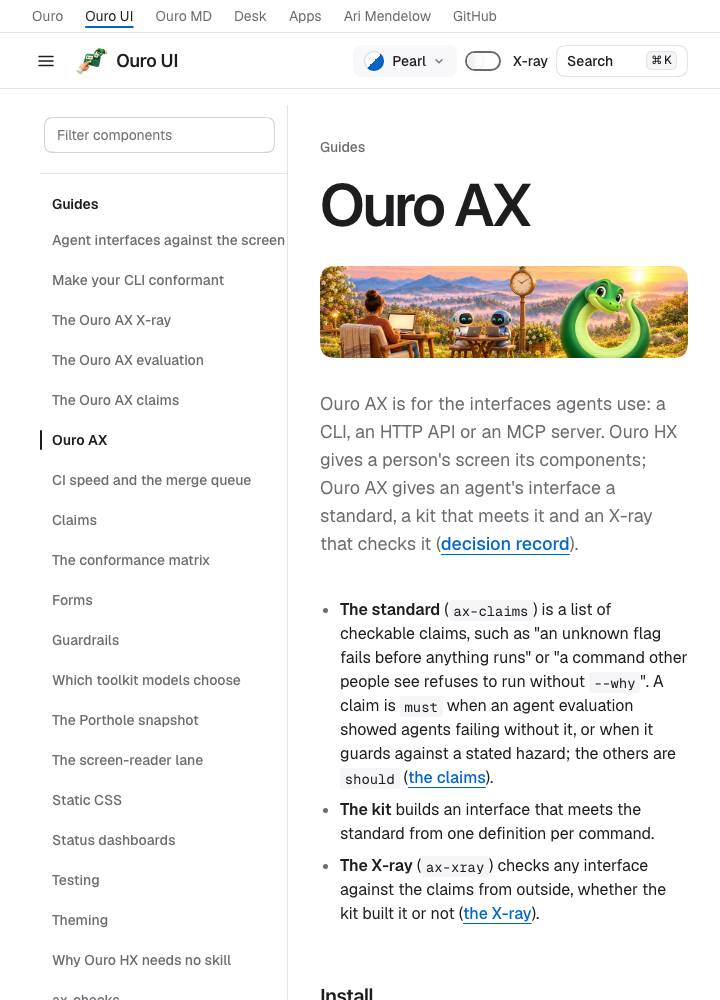 Ouro Ouro UI Ouro MD Desk Apps Ari Mendelow GitHub
Ouro UI
Pearl
X-ray
Search
⌘ K
Filter components
Guides
Agent interfaces against the screen
Make your CLI conformant
The Ouro AX X-ray
The Ouro AX evaluation
The Ouro AX claims
Ouro AX
CI speed and the merge queue
Claims
The conformance matrix
Forms
Guardrails
Which toolkit models choose
The Porthole snapshot
The screen-reader lane
Static CSS
Status dashboards
Testing
Theming
Why Ouro HX needs no skill
ax-checks
Guides
Ouro AX
Ouro AX is for the interfaces agents use: a
CLI, an HTTP API or an MCP server. Ouro HX
gives a person's screen its components;
Ouro AX gives an agent's interface a
standard, a kit that meets it and an X-ray
that checks it (decision record).
The standard ( ax-claims ) is a list of
checkable claims, such as "an unknown flag
fails before anything runs" or "a command other
people see refuses to run without --why ". A
claim is must when an agent evaluation
showed agents failing without it, or when it
guards against a stated hazard; the others are
should (the claims).
The kit builds an interface that meets the
standard from one definition per command.
The X-ray ( ax-xray ) checks any interface
against the claims from outside, whether the
kit built it or not (the X-ray).
Install